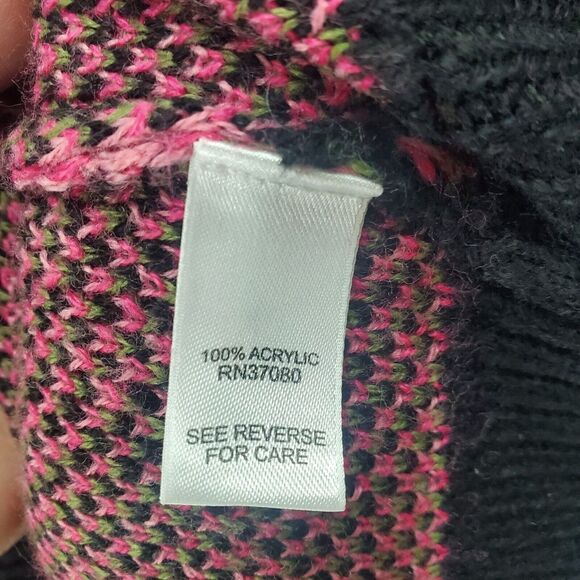 100% ACRYLIC
RN37080
SEE REVERSE
FOR CARE